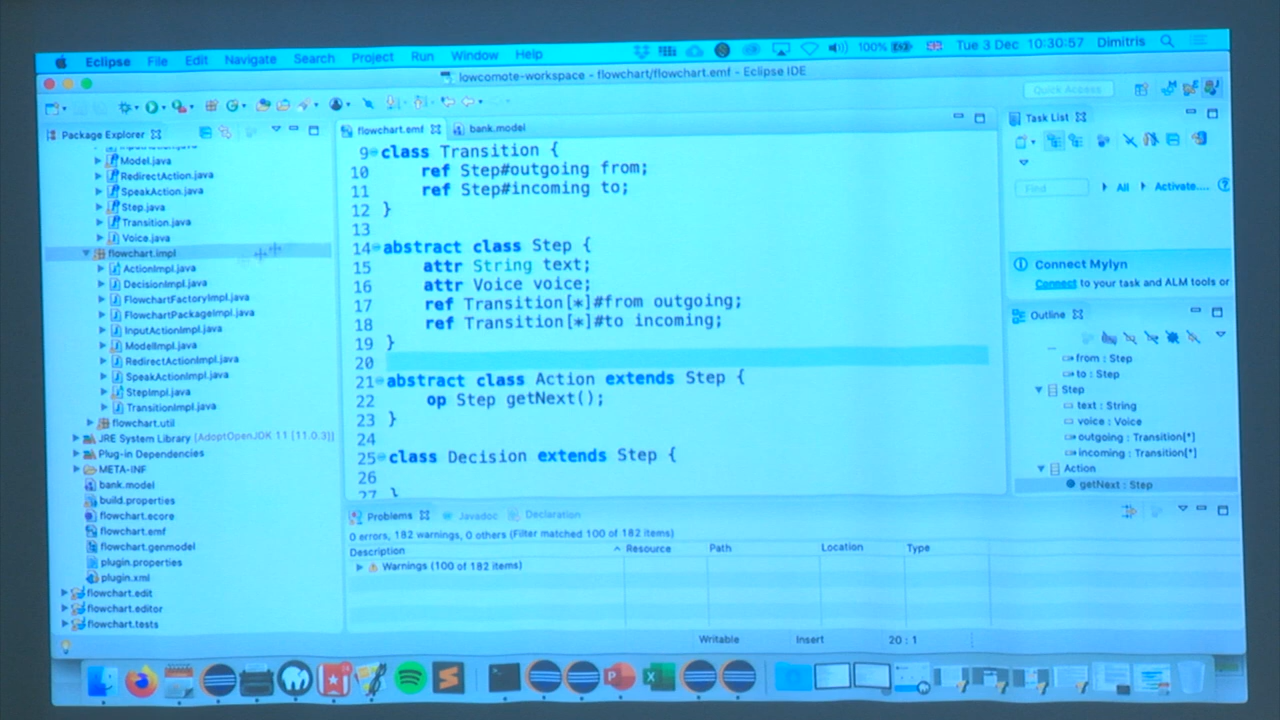 Eclipse File Edit Navigate Search Project Run Window Help 100% Tue 3 Dec 10:30:57 Dimitris
lowcomote-workspace - flowchart/flowchart.emf - Eclipse IDE
Quick Access
Package Explorer
Model.java
RedirectAction.java
SpeakAction.java
Step.java
Transition.java
Voice.java
flowchart.impl
ActionImpl.java
DecisionImpl.java
FlowchartFactoryImpl.java
FlowchartPackageImpl.java
InputActionImpl.java
ModelImpl.java
RedirectActionImpl.java
SpeakActionImpl.java
StepImpl.java
TransitionImpl.java
flowchart.util
JRE System Library [AdoptOpenJDK 11 [11.0.3]]
Plug-in Dependencies
META-INF
bank.model
build.properties
flowchart.ecore
flowchart.emf
flowchart.genmodel
plugin.properties
plugin.xml
flowchart.edit
flowchart.editor
flowchart.tests
flowchart.emf bank.model
9 class Transition {
10 ref Step#outgoing from;
11 ref Step#incoming to;
12 }
13
14 abstract class Step {
15 attr String text;
16 attr Voice voice;
17 ref Transition[*]#from outgoing;
18 ref Transition[*]#to incoming;
19 }
20
21 abstract class Action extends Step {
22 op Step getNext();
23 }
24
25 class Decision extends Step {
26
27 }
Problems Javadoc Declaration
0 errors, 182 warnings, 0 others (Filter matched 100 of 182 items)
Description Resource Path Location Type
Warnings (100 of 182 items)
Writable Insert 20 : 1
Task List
Find All Activate....
Connect Mylyn
Connect to your task and ALM tools or
Outline
from : Step
to : Step
Step
text : String
voice : Voice
outgoing : Transition[*]
incoming : Transition[*]
Action
getNext : Step